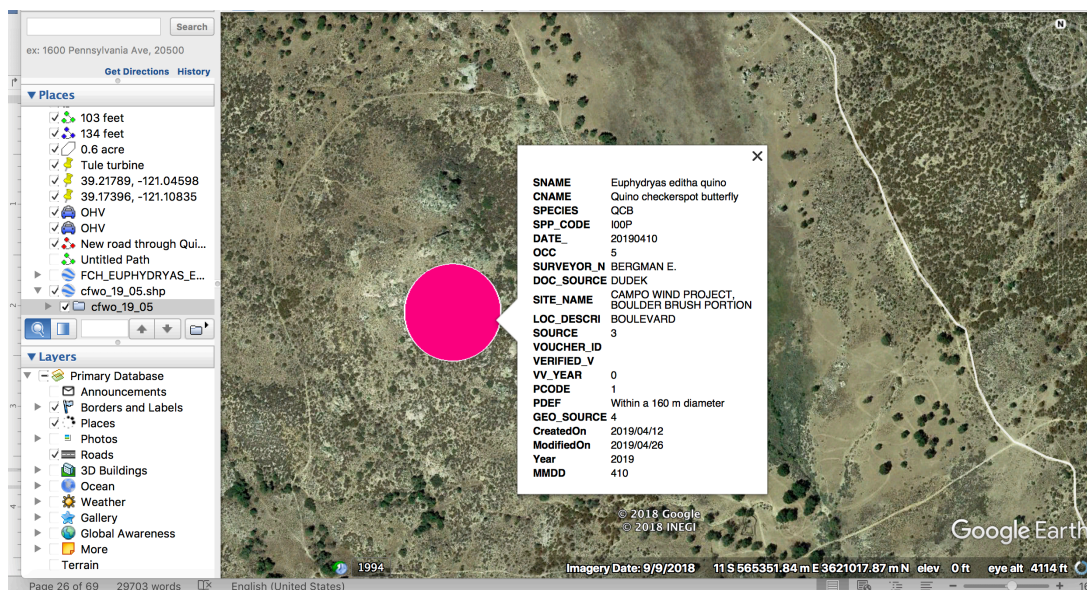 Search
ex: 1600 Pennsylvania Ave, 20500
Get Directions History
Places
103 feet
134 feet
0.6 acre
Tule turbine
39.21789, -121.04598
39.17396, -121.10835
OHV
OHV
New road through Qui...
Untitled Path
FCH_EUPHYDRYAS_E...
cfwo_19_05.shp
cfwo_19_05
Layers
Primary Database
Announcements
Borders and Labels
Places
Photos
Roads
3D Buildings
Ocean
Weather
Gallery
Global Awareness
More
Terrain
N
SNAME Euphydryas editha quino
CNAME Quino checkerspot butterfly
SPECIES QCB
SPP_CODE I00P
DATE_ 20190410
OCC 5
SURVEYOR_N BERGMAN E.
DOC_SOURCE DUDEK
SITE_NAME CAMPO WIND PROJECT,
BOULDER BRUSH PORTION
LOC_DESCRI BOULEVARD
SOURCE 3
VOUCHER_ID
VERIFIED_V
VV_YEAR 0
PCODE 1
PDEF Within a 160 m diameter
GEO_SOURCE 4
CreatedOn 2019/04/12
ModifiedOn 2019/04/26
Year 2019
MMDD 410
© 2018 Google
© 2018 INEGI
Google Earth
1994
Imagery Date: 9/9/2018 11 S 565351.84 m E 3621017.87 m N elev 0 ft eye alt 4114 ft
Page 26 of 69 29703 words English (United States)